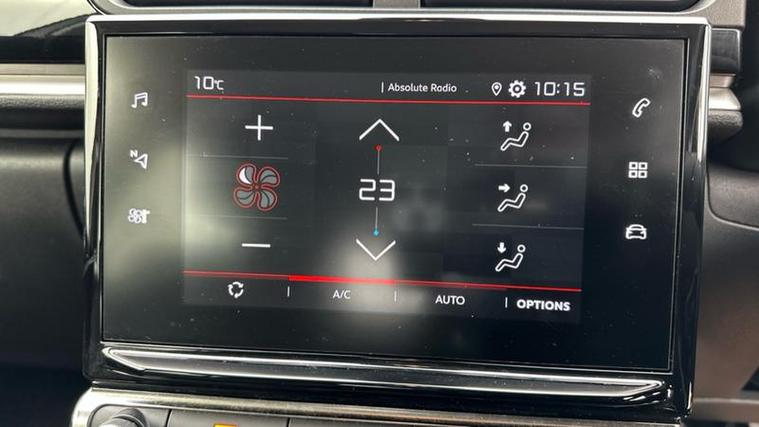 10°C | Absolute Radio 10:15
N
23
| A/C | AUTO | OPTIONS